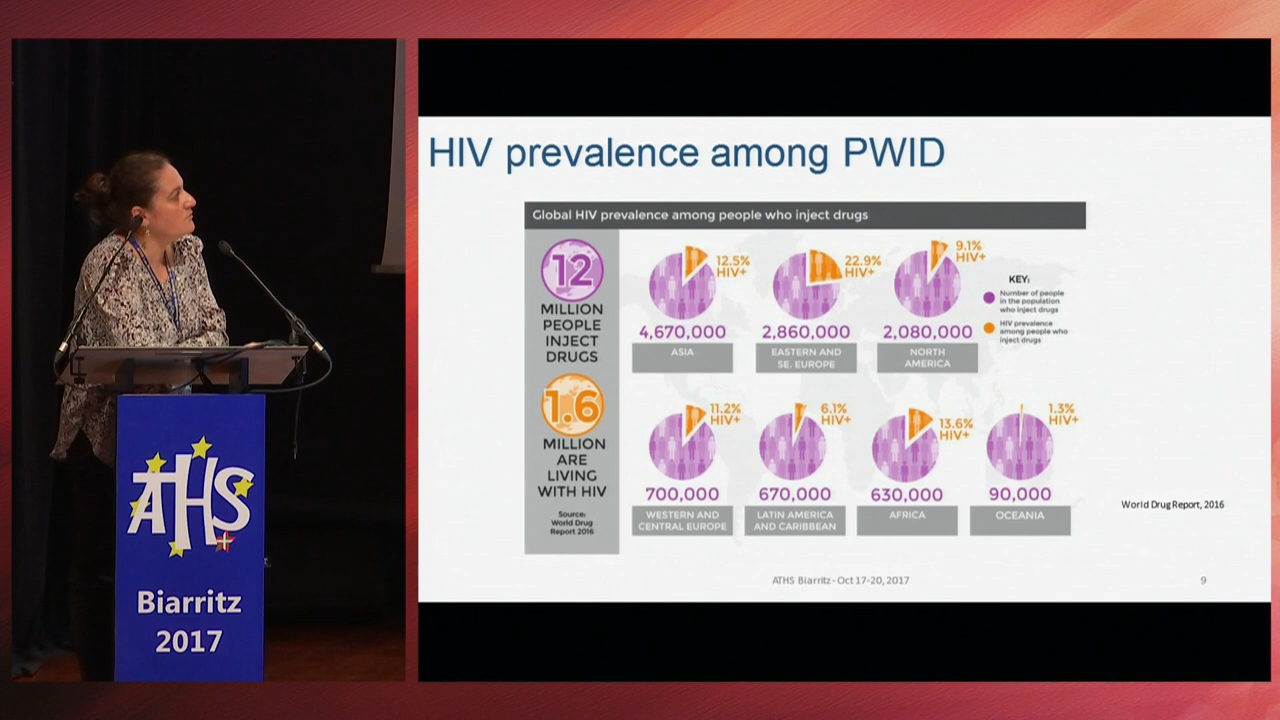 HIV prevalence among PWID
Global HIV prevalence among people who inject drugs
12
MILLION
PEOPLE
INJECT
DRUGS
1.6
MILLION
ARE
LIVING
WITH HIV
Source:
World Drug
Report 2016
12.5%
HIV+
4,670,000
ASIA
22.9%
HIV+
2,860,000
EASTERN AND
SE. EUROPE
9.1%
HIV+
2,080,000
NORTH
AMERICA
KEY:
Number of people
in the population
who inject drugs
HIV prevalence
among people who
inject drugs
11.2%
HIV+
700,000
WESTERN AND
CENTRAL EUROPE
6.1%
HIV+
670,000
LATIN AMERICA
AND CARIBBEAN
13.6%
HIV+
630,000
AFRICA
1.3%
HIV+
90,000
OCEANIA
World Drug Report, 2016
ATHS Biarritz - Oct 17-20, 2017
9
ATHS
Biarritz
2017